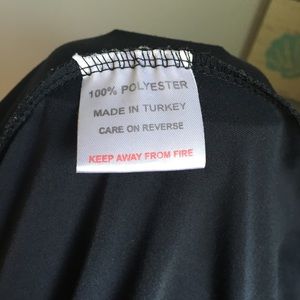 100% POLYESTER
MADE IN TURKEY
CARE ON REVERSE
KEEP AWAY FROM FIRE